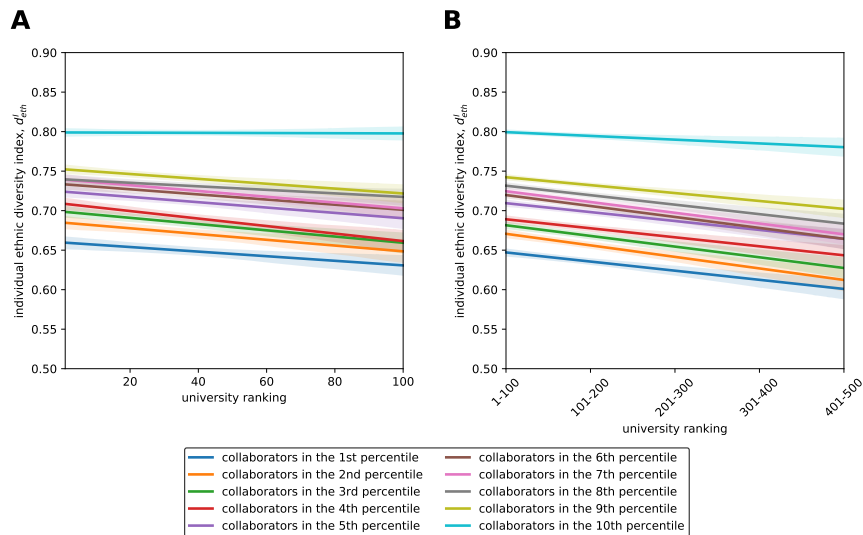 A
B
0.90
0.85
0.80
0.75
0.70
0.65
0.60
0.55
0.50
individual ethnic diversity index, d^I_eth
20
40
60
80
100
university ranking
0.90
0.85
0.80
0.75
0.70
0.65
0.60
0.55
0.50
individual ethnic diversity index, d^I_eth
1-100
101-200
201-300
301-400
401-500
university ranking
collaborators in the 1st percentile
collaborators in the 2nd percentile
collaborators in the 3rd percentile
collaborators in the 4th percentile
collaborators in the 5th percentile
collaborators in the 6th percentile
collaborators in the 7th percentile
collaborators in the 8th percentile
collaborators in the 9th percentile
collaborators in the 10th percentile